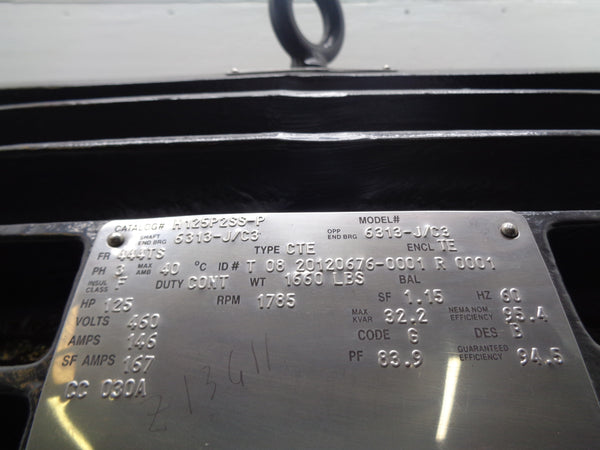 CATALOG# H125P2SS-P MODEL#
SHAFT END BRG 6313-J/C3 OPP END BRG 6313-J/C3
FR 444TS TYPE CTE ENCL TE
PH 3 MAX AMB 40 °C ID# T 08 20120676-0001 R 0001
INSUL CLASS F DUTY CONT WT 1660 LBS BAL
HP 125 RPM 1785 SF 1.15 HZ 60
VOLTS 460 MAX KVAR 32.2 NEMA NOM EFFICIENCY 95.4
AMPS 146 CODE G DES B
SF AMPS 167 PF 83.9 GUARANTEED EFFICIENCY 94.5
CC 030A